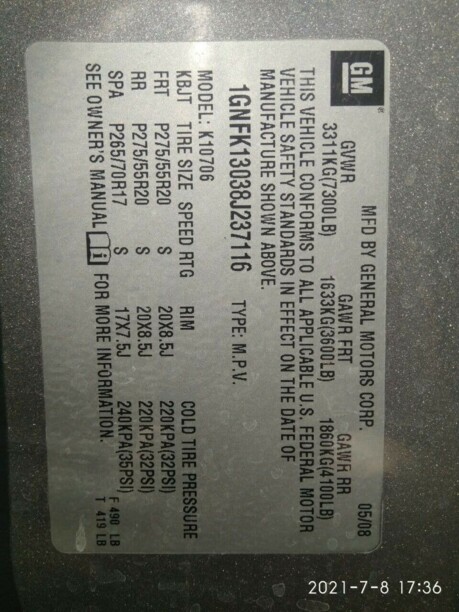 GM
MFD BY GENERAL MOTORS CORP. 05/08
GVWR GAWR FRT GAWR RR
3311KG(7300LB) 1633KG(3600LB) 1860KG(4100LB)
THIS VEHICLE CONFORMS TO ALL APPLICABLE U.S. FEDERAL MOTOR
VEHICLE SAFETY STANDARDS IN EFFECT ON THE DATE OF
MANUFACTURE SHOWN ABOVE.
1GNFK13038J237116 TYPE: M.P.V.
MODEL: K10706
KBJT TIRE SIZE SPEED RTG RIM COLD TIRE PRESSURE
FRT P275/55R20 S 20X8.5J 220KPA(32PSI)
RR P275/55R20 S 20X8.5J 220KPA(32PSI)
SPA P265/70R17 S 17X7.5J 240KPA(35PSI)
SEE OWNER'S MANUAL i FOR MORE INFORMATION.
F 490 LB
T 419 LB
2021-7-8 17:36